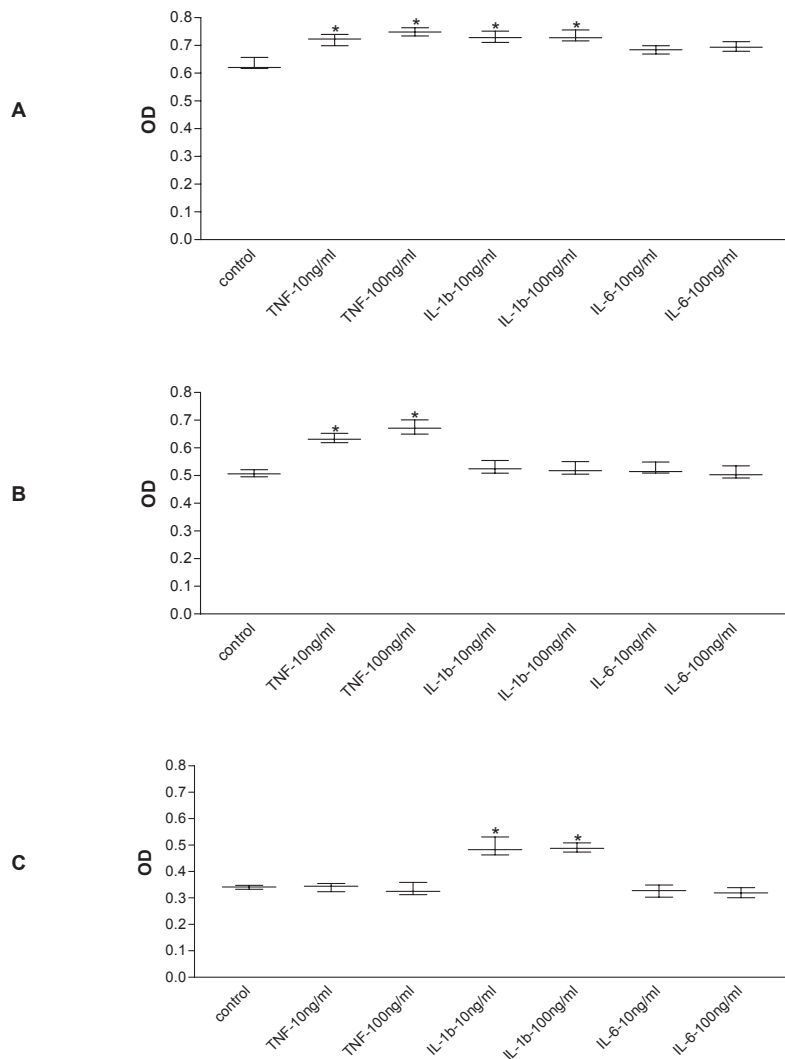 A
OD
0.8
0.7
0.6
0.5
0.4
0.3
0.2
0.1
0.0
* * * *
control
TNF-10ng/ml
TNF-100ng/ml
IL-1b-10ng/ml
IL-1b-100ng/ml
IL-6-10ng/ml
IL-6-100ng/ml
B
OD
0.8
0.7
0.6
0.5
0.4
0.3
0.2
0.1
0.0
* *
control
TNF-10ng/ml
TNF-100ng/ml
IL-1b-10ng/ml
IL-1b-100ng/ml
IL-6-10ng/ml
IL-6-100ng/ml
C
OD
0.8
0.7
0.6
0.5
0.4
0.3
0.2
0.1
0.0
* *
control
TNF-10ng/ml
TNF-100ng/ml
IL-1b-10ng/ml
IL-1b-100ng/ml
IL-6-10ng/ml
IL-6-100ng/ml